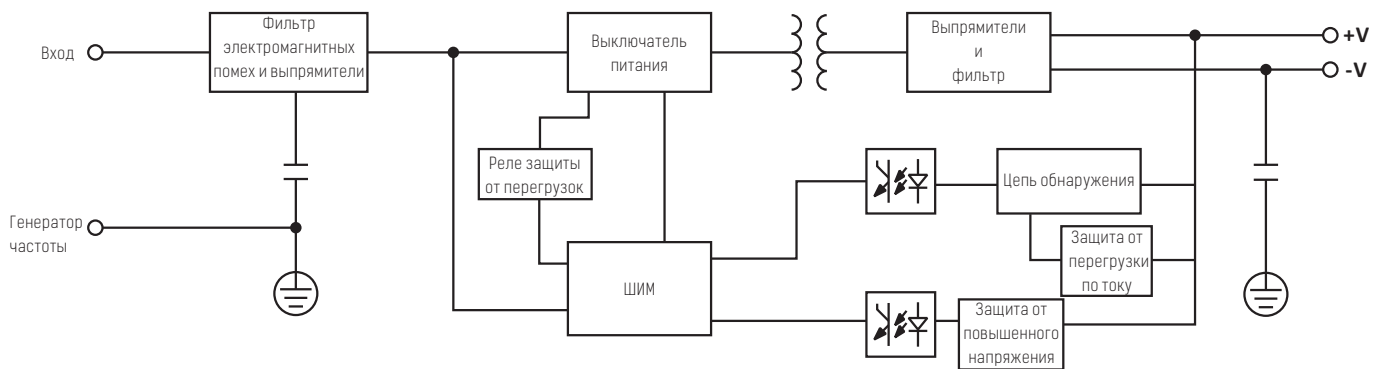 Вход
Фильтр
электромагнитных
помех и выпрямители
Выключатель
питания
Выпрямители
и
фильтр
+V
-V
Реле защиты
от перегрузок
Цепь обнаружения
Генератор
частоты
Защита от
перегрузки
по току
ШИМ
Защита от
повышенного
напряжения